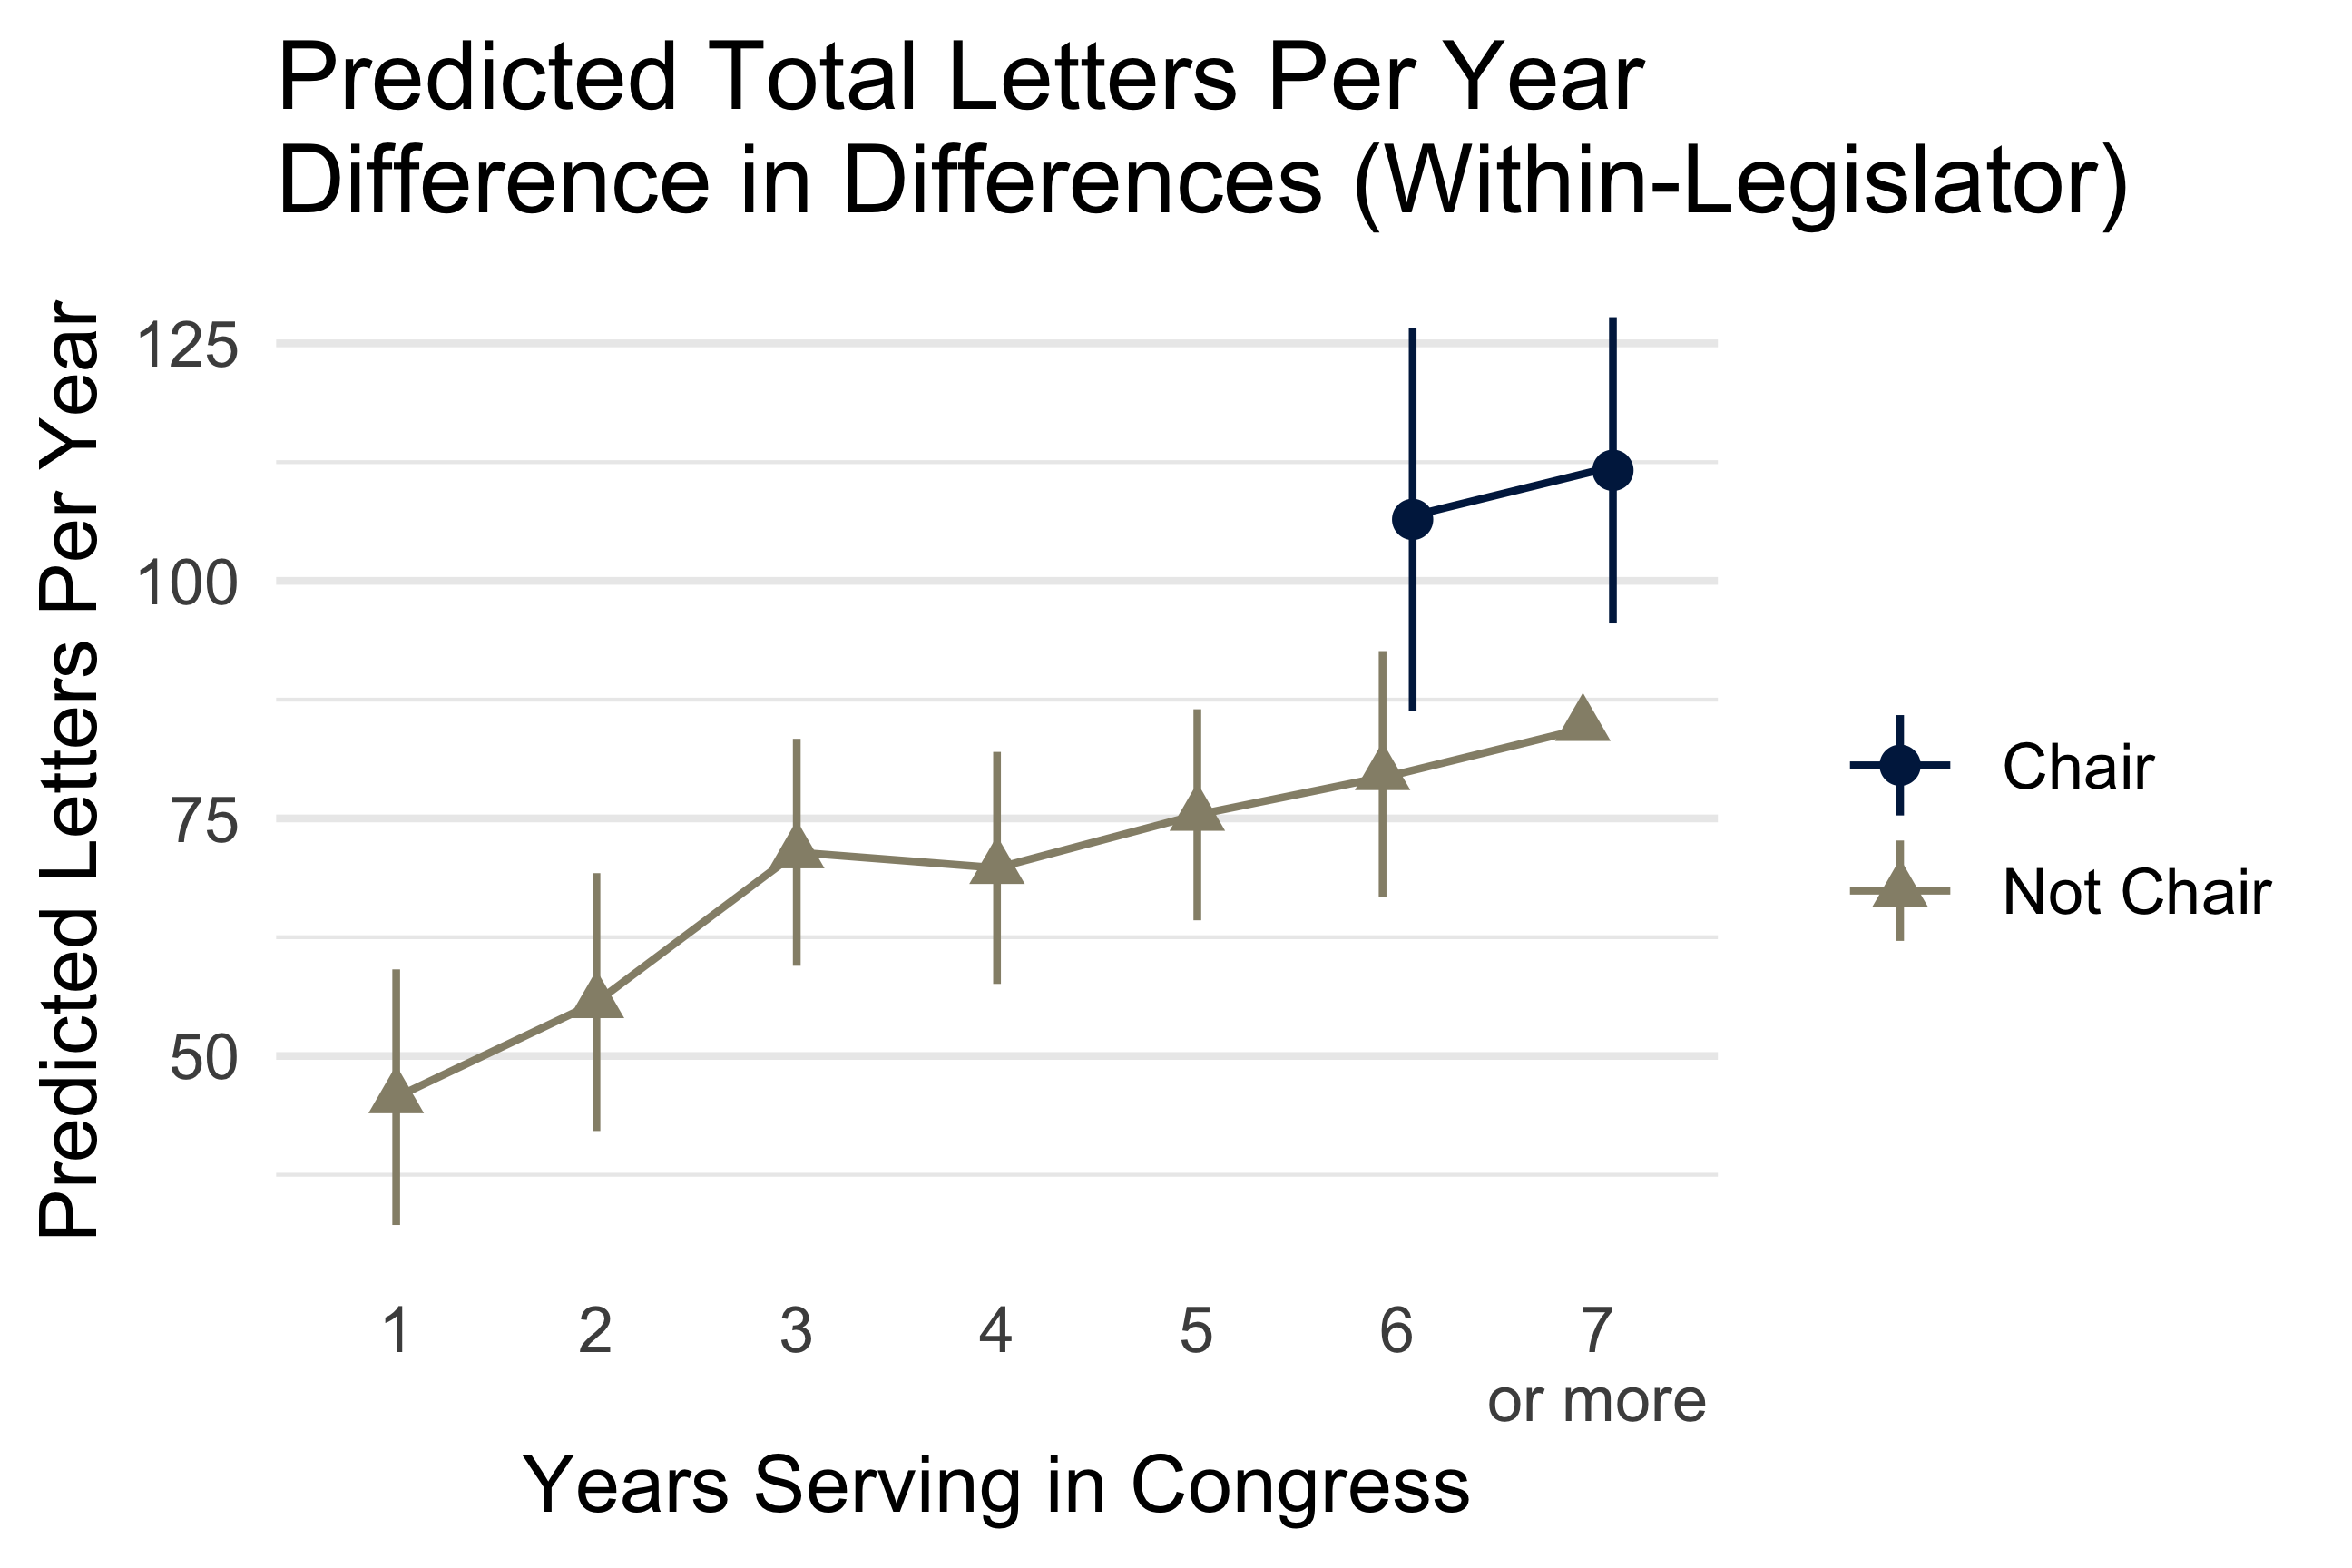 Predicted Total Letters Per Year
Difference in Differences (Within-Legislator)
Predicted Letters Per Year
125
100
75
50
Chair
Not Chair
1 2 3 4 5 6 7
or more
Years Serving in Congress